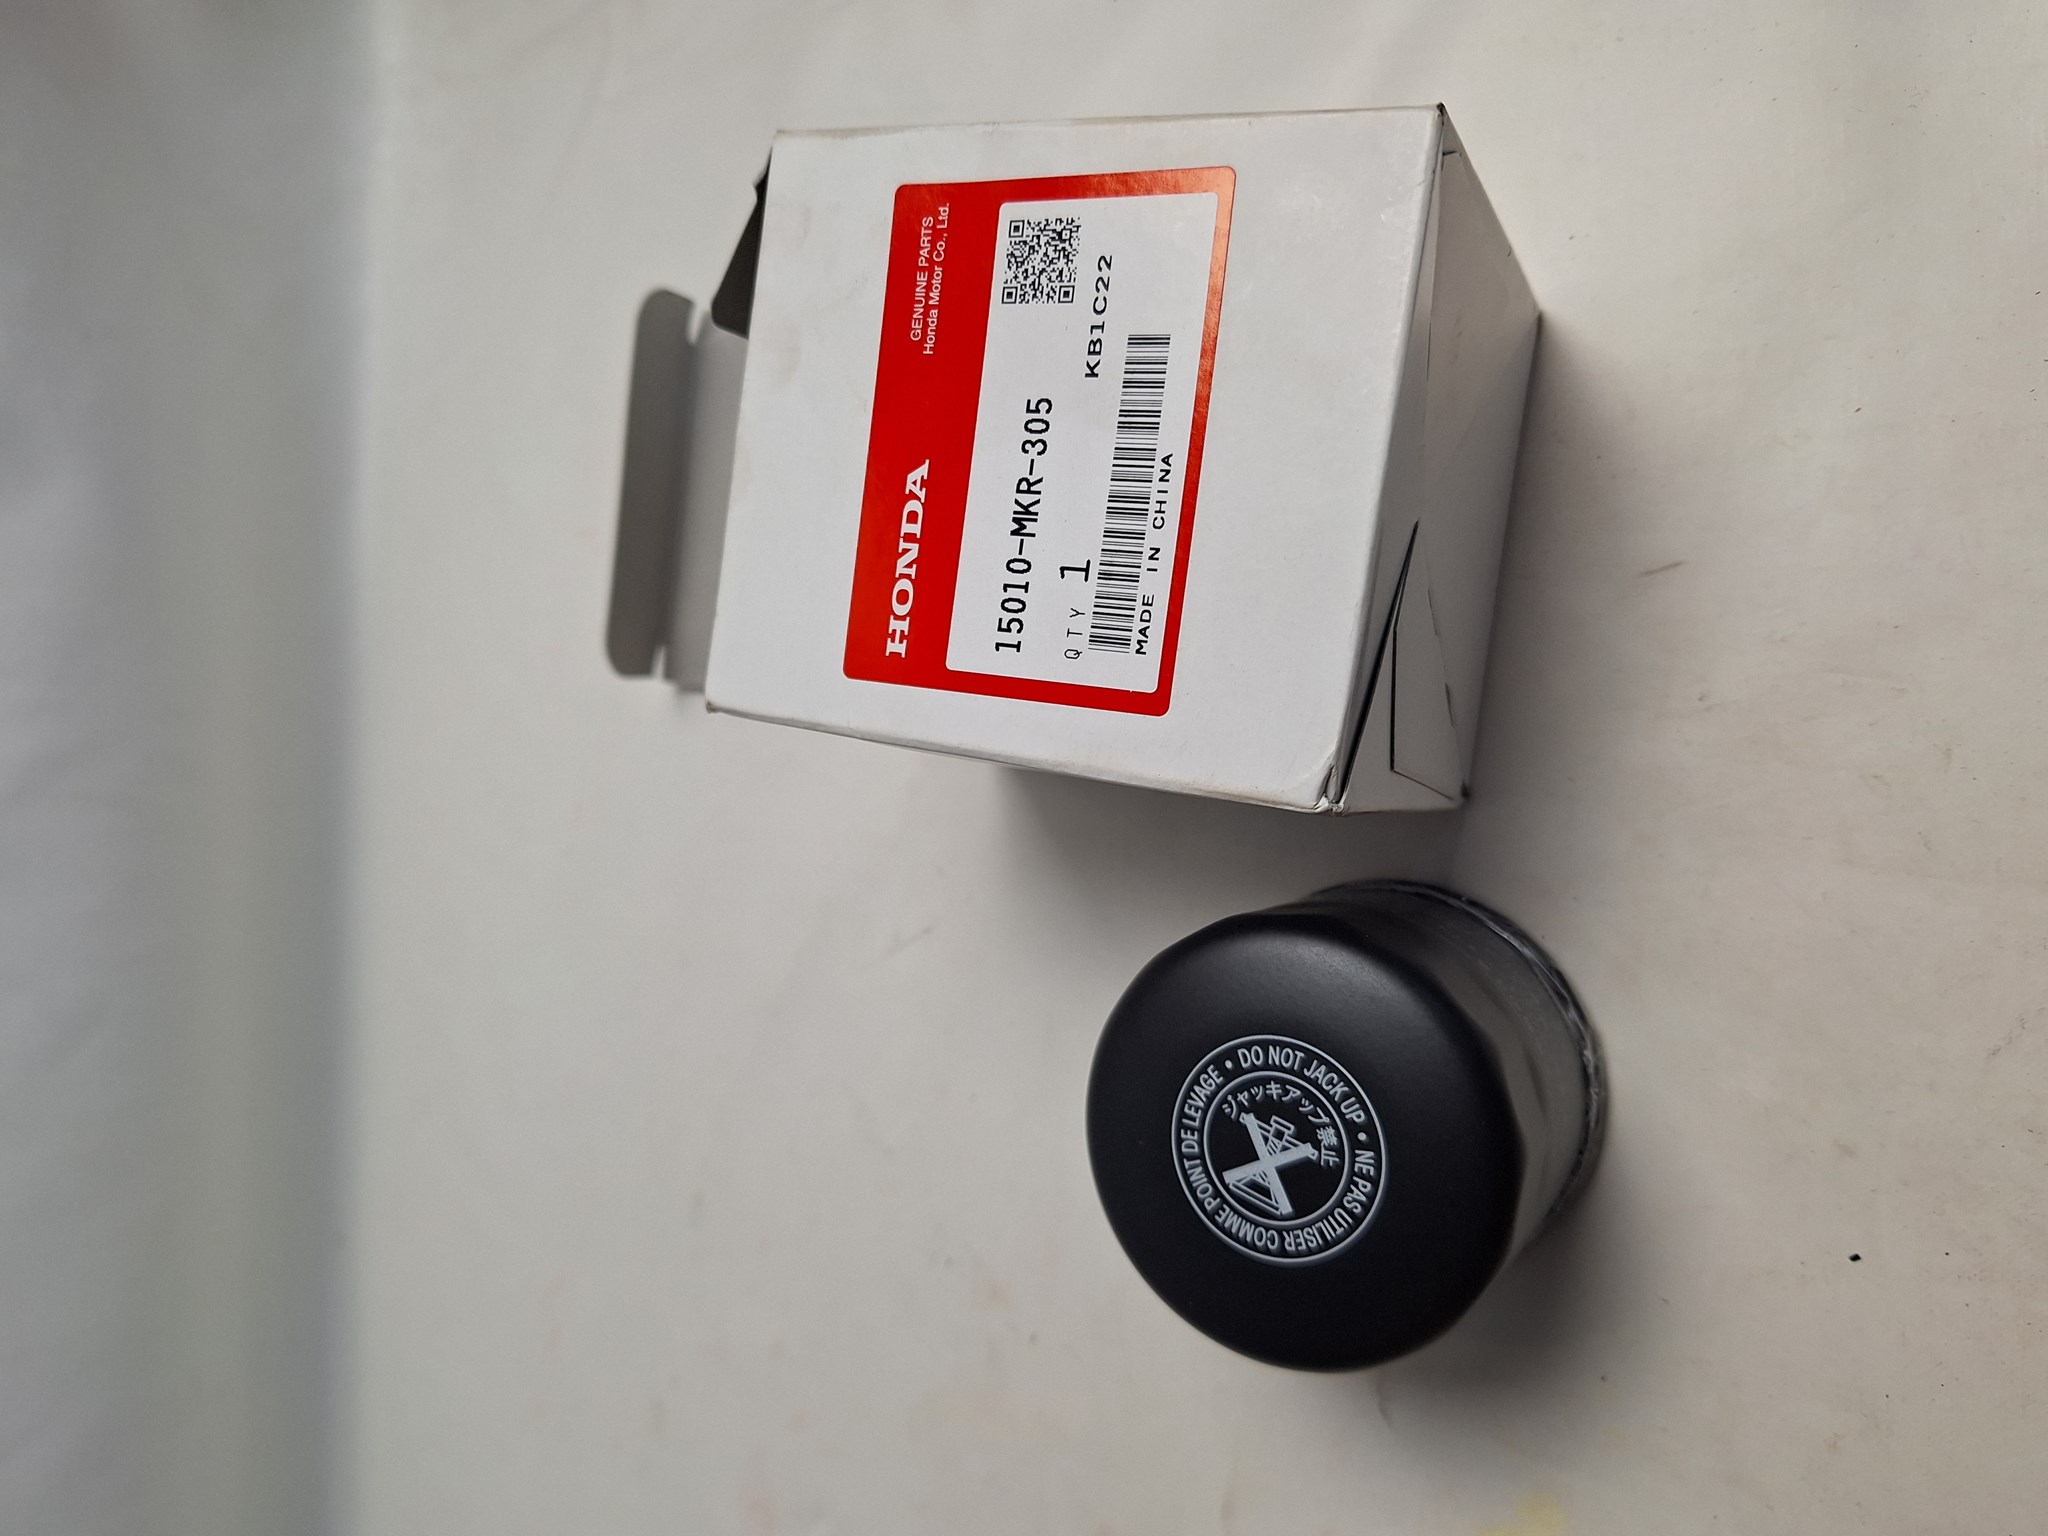 HONDA
GENUINE PARTS
Honda Motor Co., Ltd.
15010-MKR-305
QTY 1
KB1C22
MADE IN CHINA
DO NOT JACK UP • NE PAS UTILISER COMME POINT DE LEVAGE •
ジャッキアップ禁止